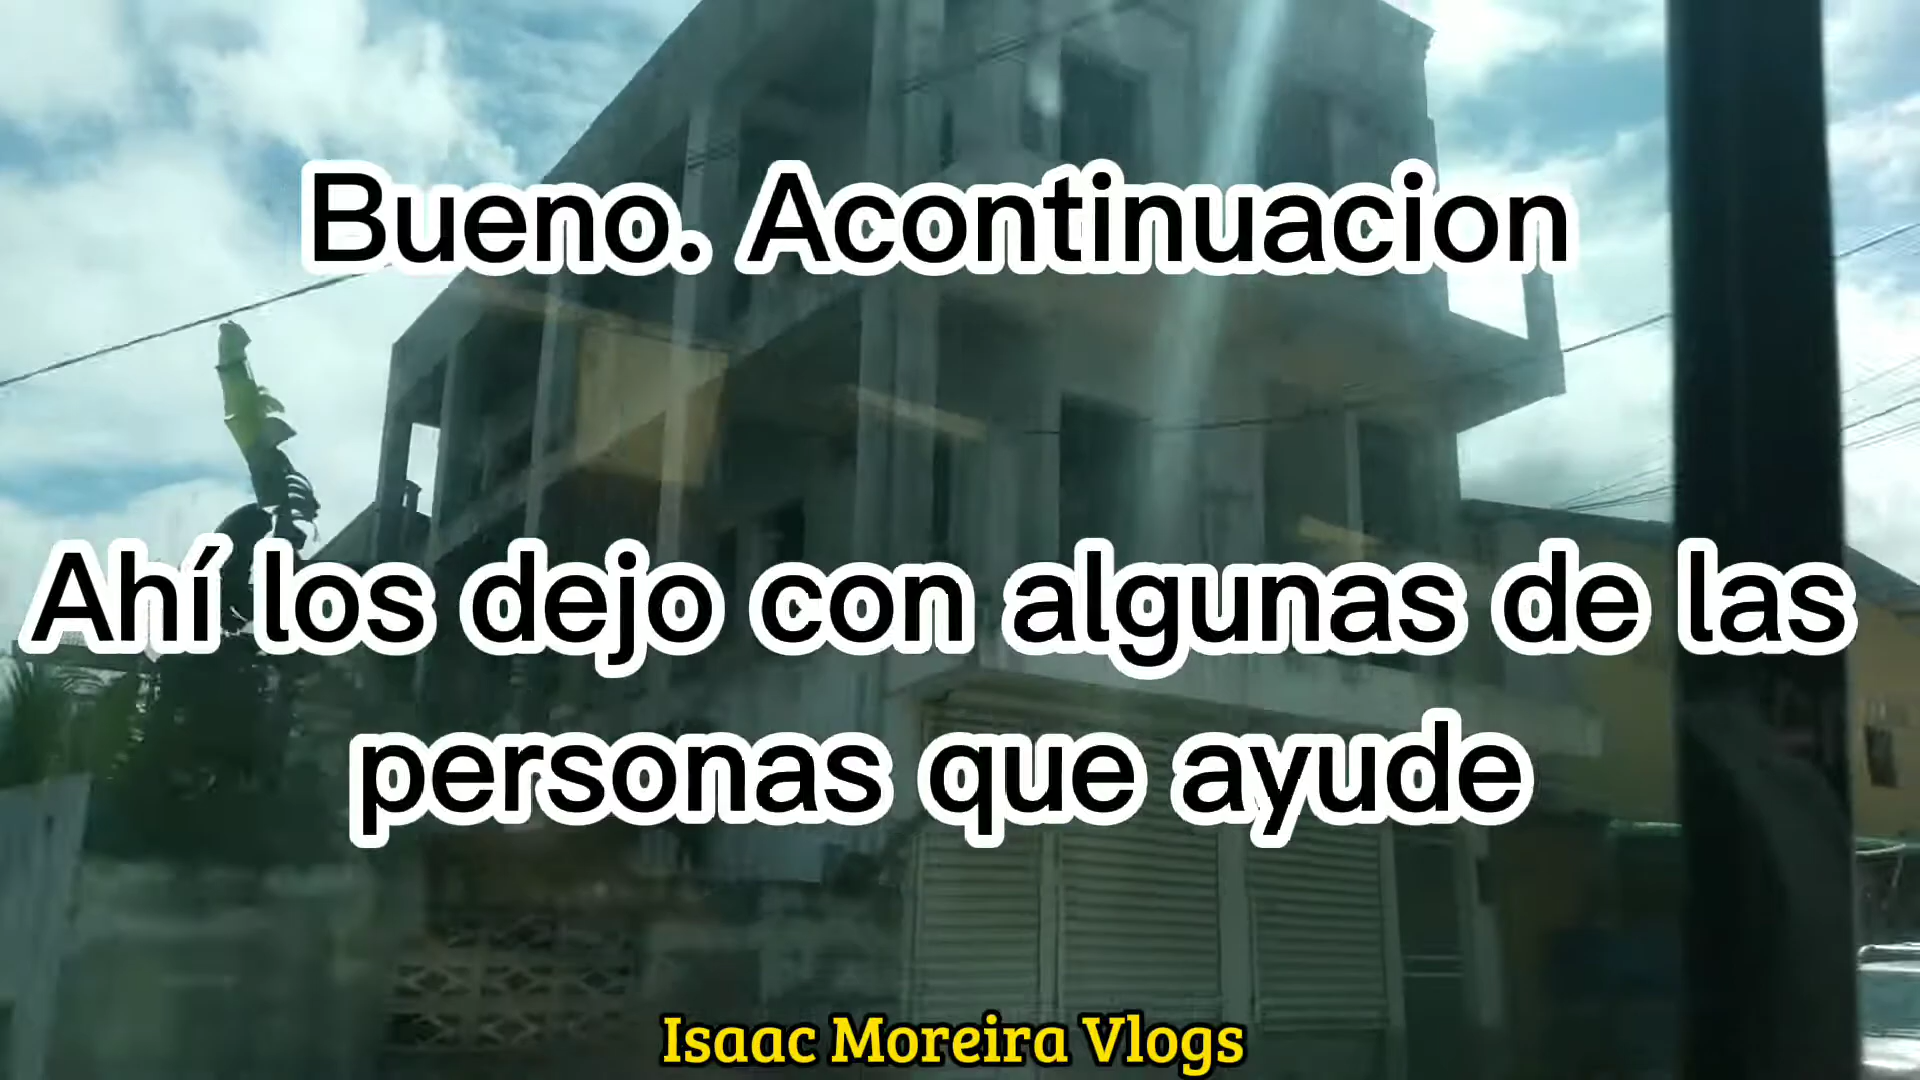 Bueno. Acontinuacion
Ahí los dejo con algunas de las
personas que ayude
Isaac Moreira Vlogs